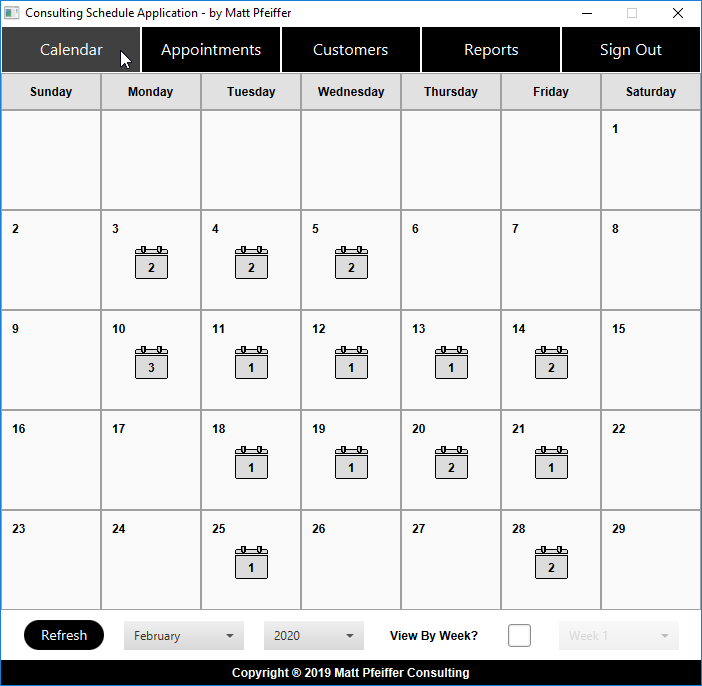 Consulting Schedule Application - by Matt Pfeiffer
Calendar Appointments Customers Reports Sign Out
Sunday Monday Tuesday Wednesday Thursday Friday Saturday
1
2 3 4 5 6 7 8
2 2 2
9 10 11 12 13 14 15
3 1 1 1 2
16 17 18 19 20 21 22
1 1 2 1
23 24 25 26 27 28 29
1 2
Refresh February 2020 View By Week? Week 1
Copyright ® 2019 Matt Pfeiffer Consulting